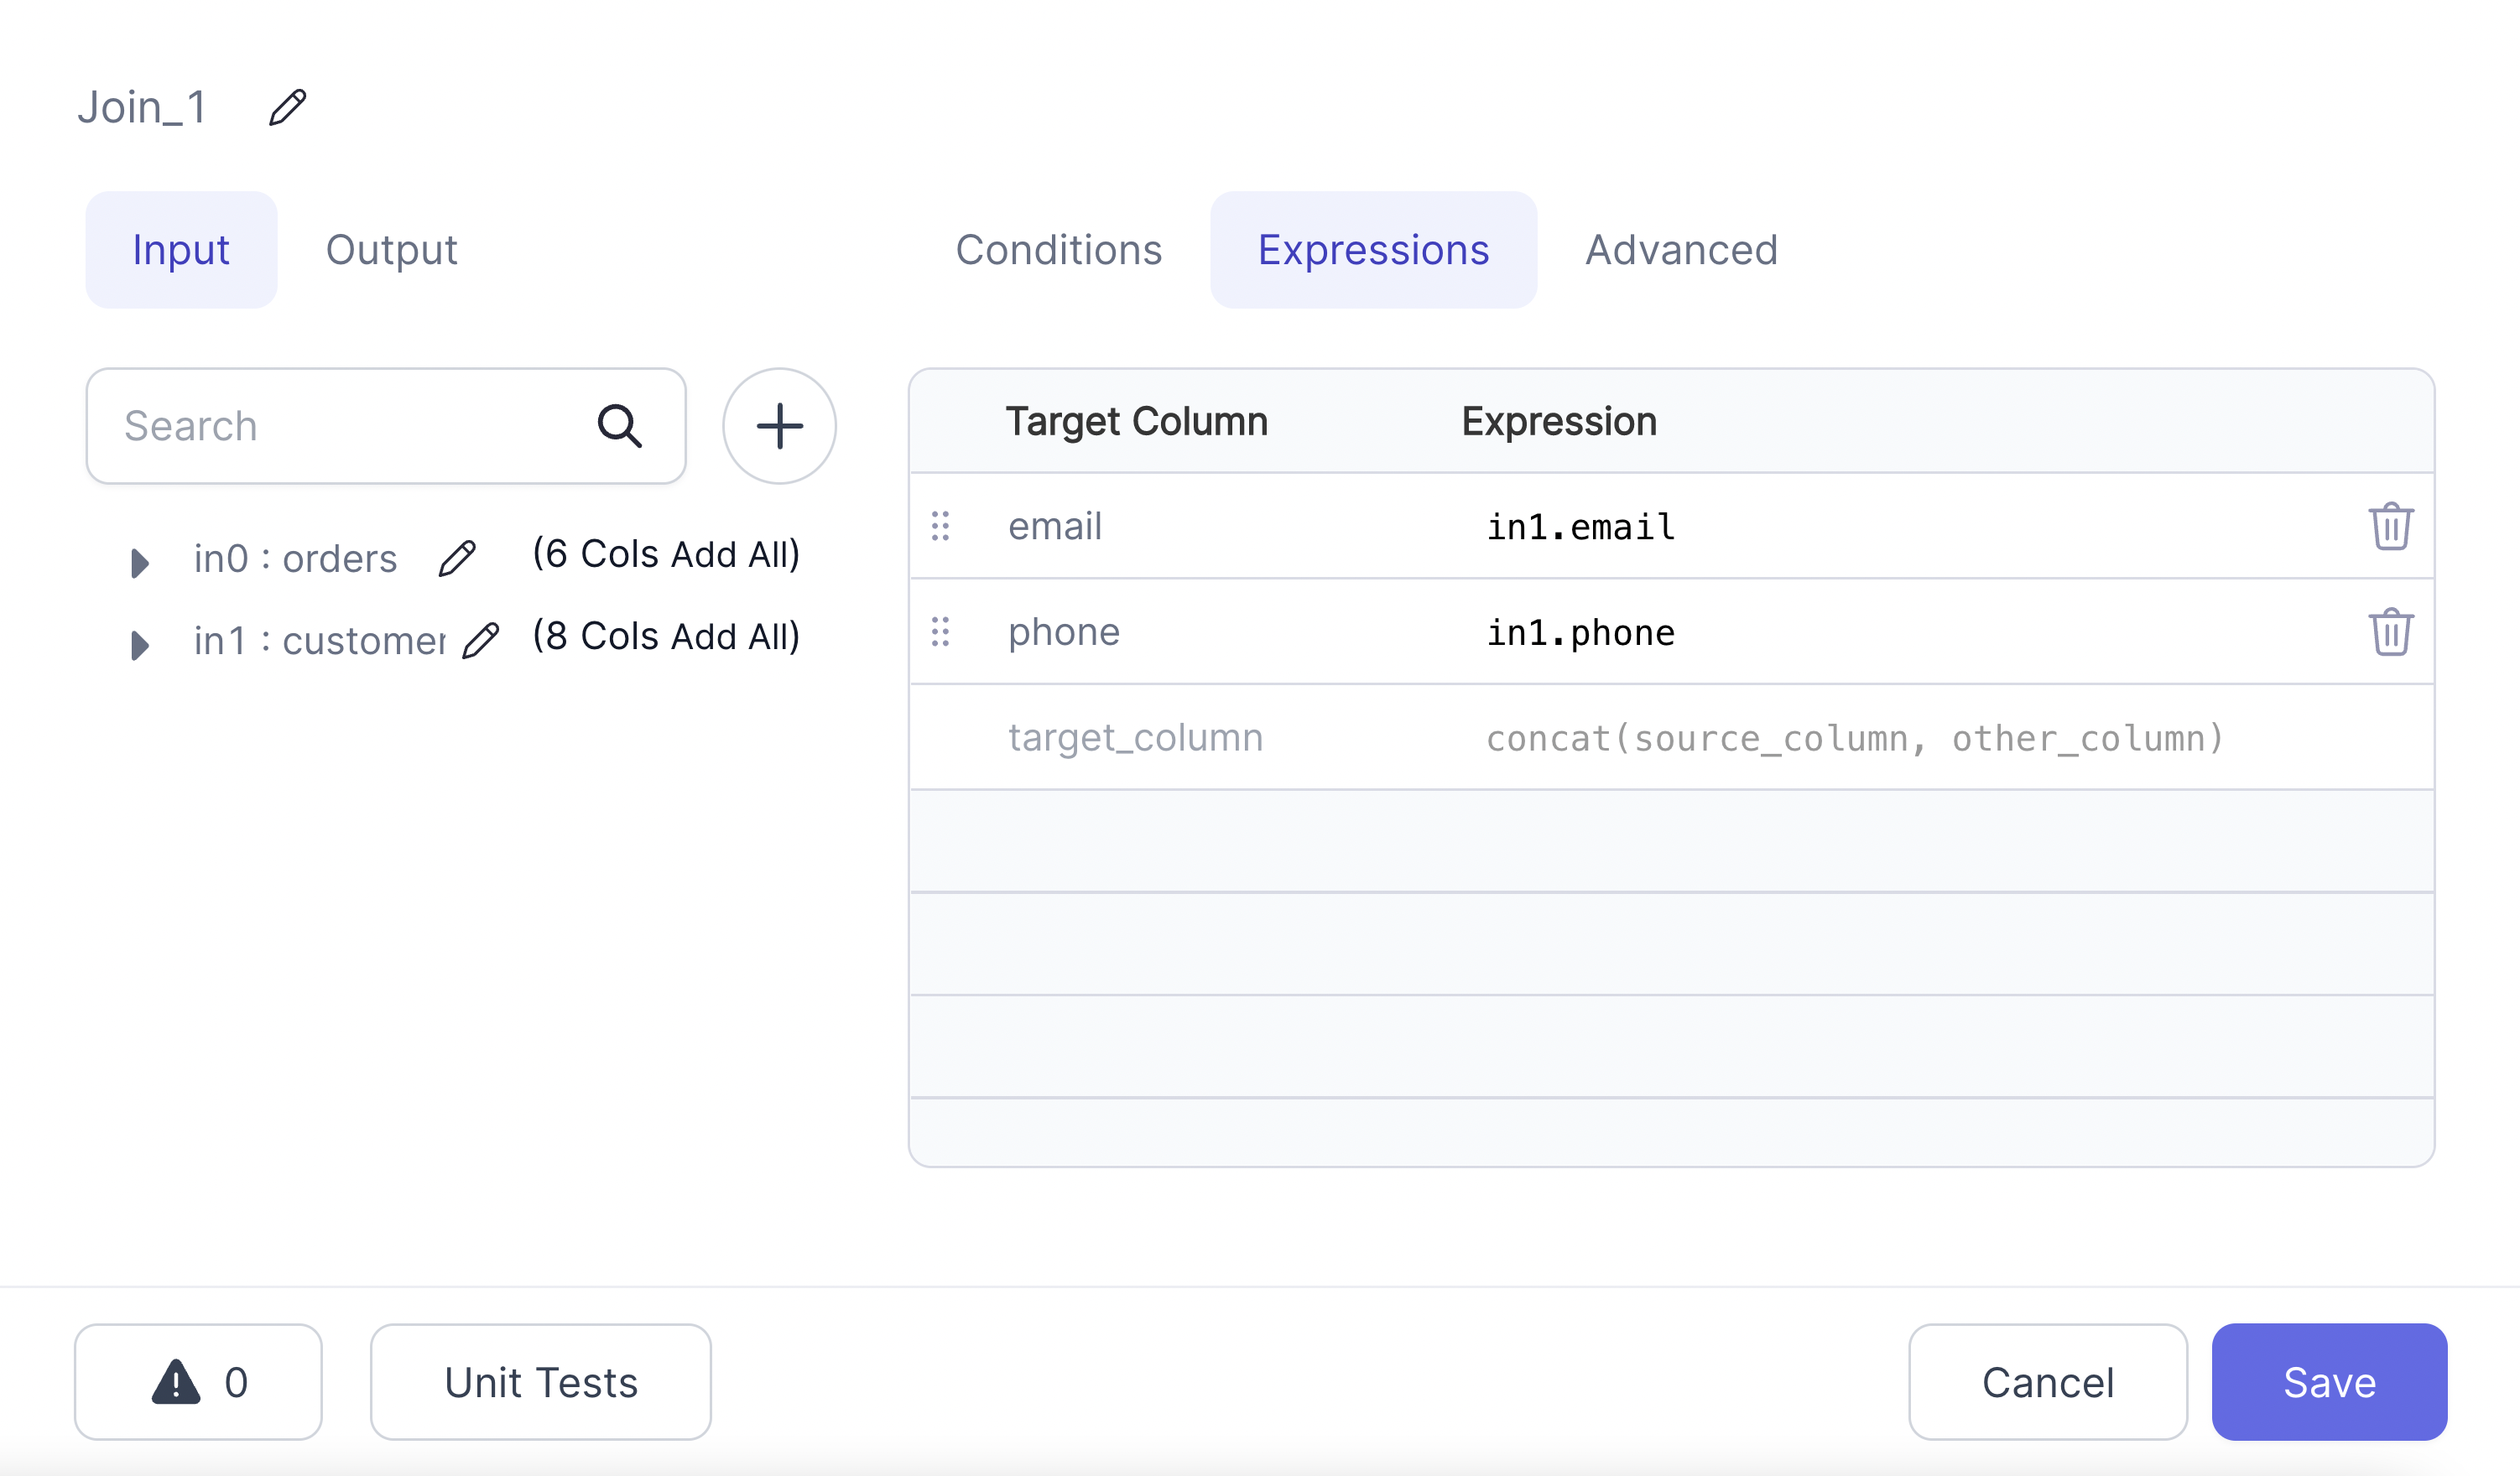 Join_1
Input Output
Conditions Expressions Advanced
Search
in0 : orders (6 Cols Add All)
in1 : customer (8 Cols Add All)
Target Column Expression
email in1.email
phone in1.phone
target_column concat(source_column, other_column)
0 Unit Tests
Cancel Save